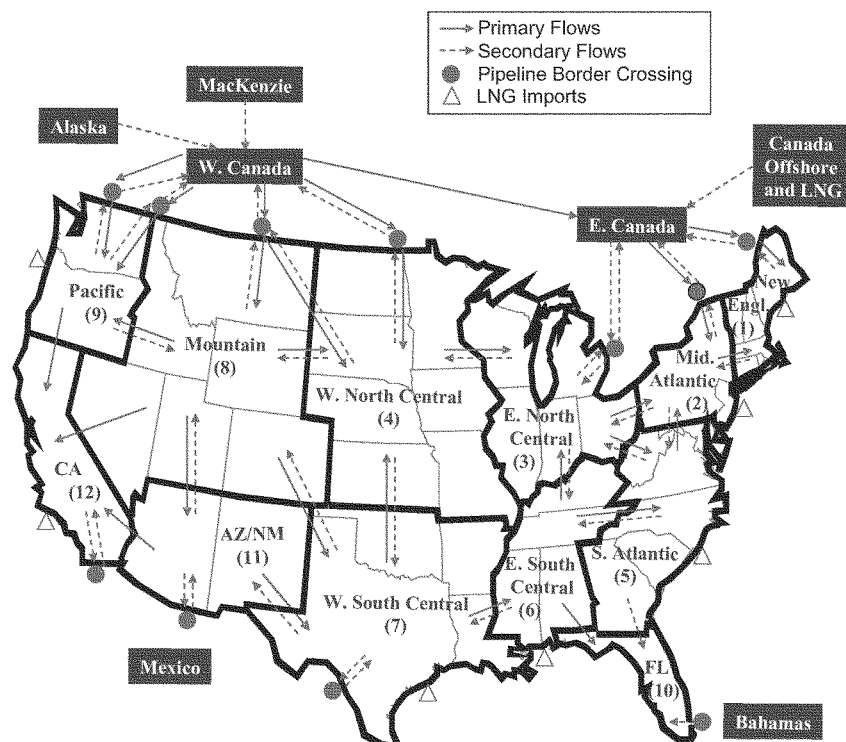 Primary Flows
Secondary Flows
Pipeline Border Crossing
LNG Imports
MacKenzie
Alaska
W. Canada
Canada
Offshore
and LNG
E. Canada
Pacific
(9)
Mountain
(8)
W. North Central
(4)
E. North
Central
(3)
Mid.
Atlantic
(2)
New
Engl.
(1)
CA
(12)
AZ/NM
(11)
W. South Central
(7)
E. South
Central
(6)
S. Atlantic
(5)
FL
(10)
Mexico
Bahamas